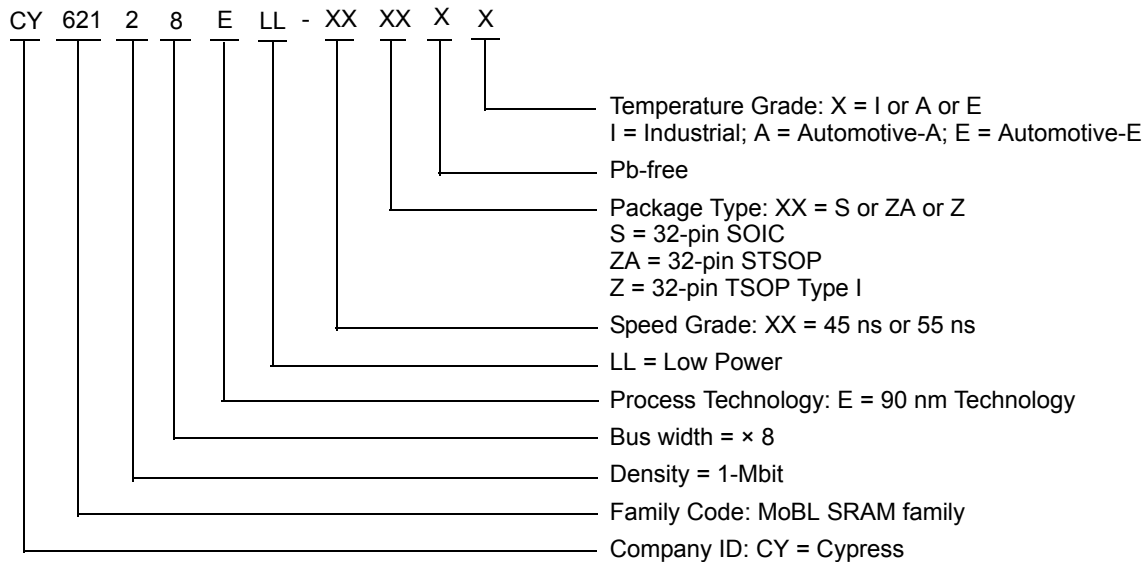 CY 621 2 8 E LL - XX XX X X
Temperature Grade: X = I or A or E
I = Industrial; A = Automotive-A; E = Automotive-E
Pb-free
Package Type: XX = S or ZA or Z
S = 32-pin SOIC
ZA = 32-pin STSOP
Z = 32-pin TSOP Type I
Speed Grade: XX = 45 ns or 55 ns
LL = Low Power
Process Technology: E = 90 nm Technology
Bus width = × 8
Density = 1-Mbit
Family Code: MoBL SRAM family
Company ID: CY = Cypress